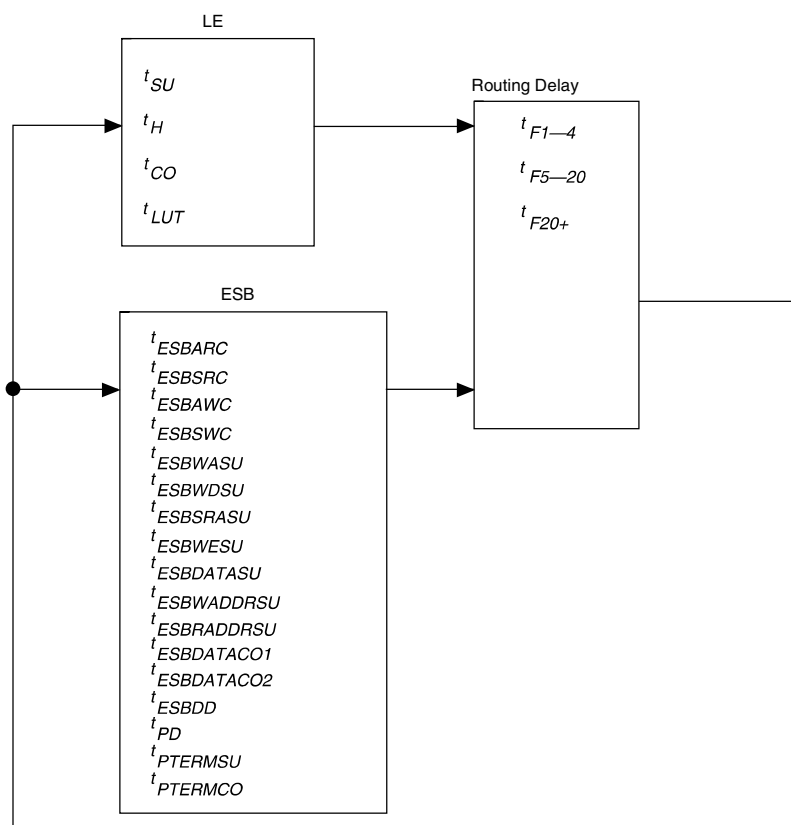 LE
tSU
tH
tCO
tLUT
Routing Delay
tF1—4
tF5—20
tF20+
ESB
tESBARC
tESBSRC
tESBAWC
tESBSWC
tESBWASU
tESBWDSU
tESBSRASU
tESBWESU
tESBDATASU
tESBWADDRSU
tESBRADDRSU
tESBDATACO1
tESBDATACO2
tESBDD
tPD
tPTERMSU
tPTERMCO